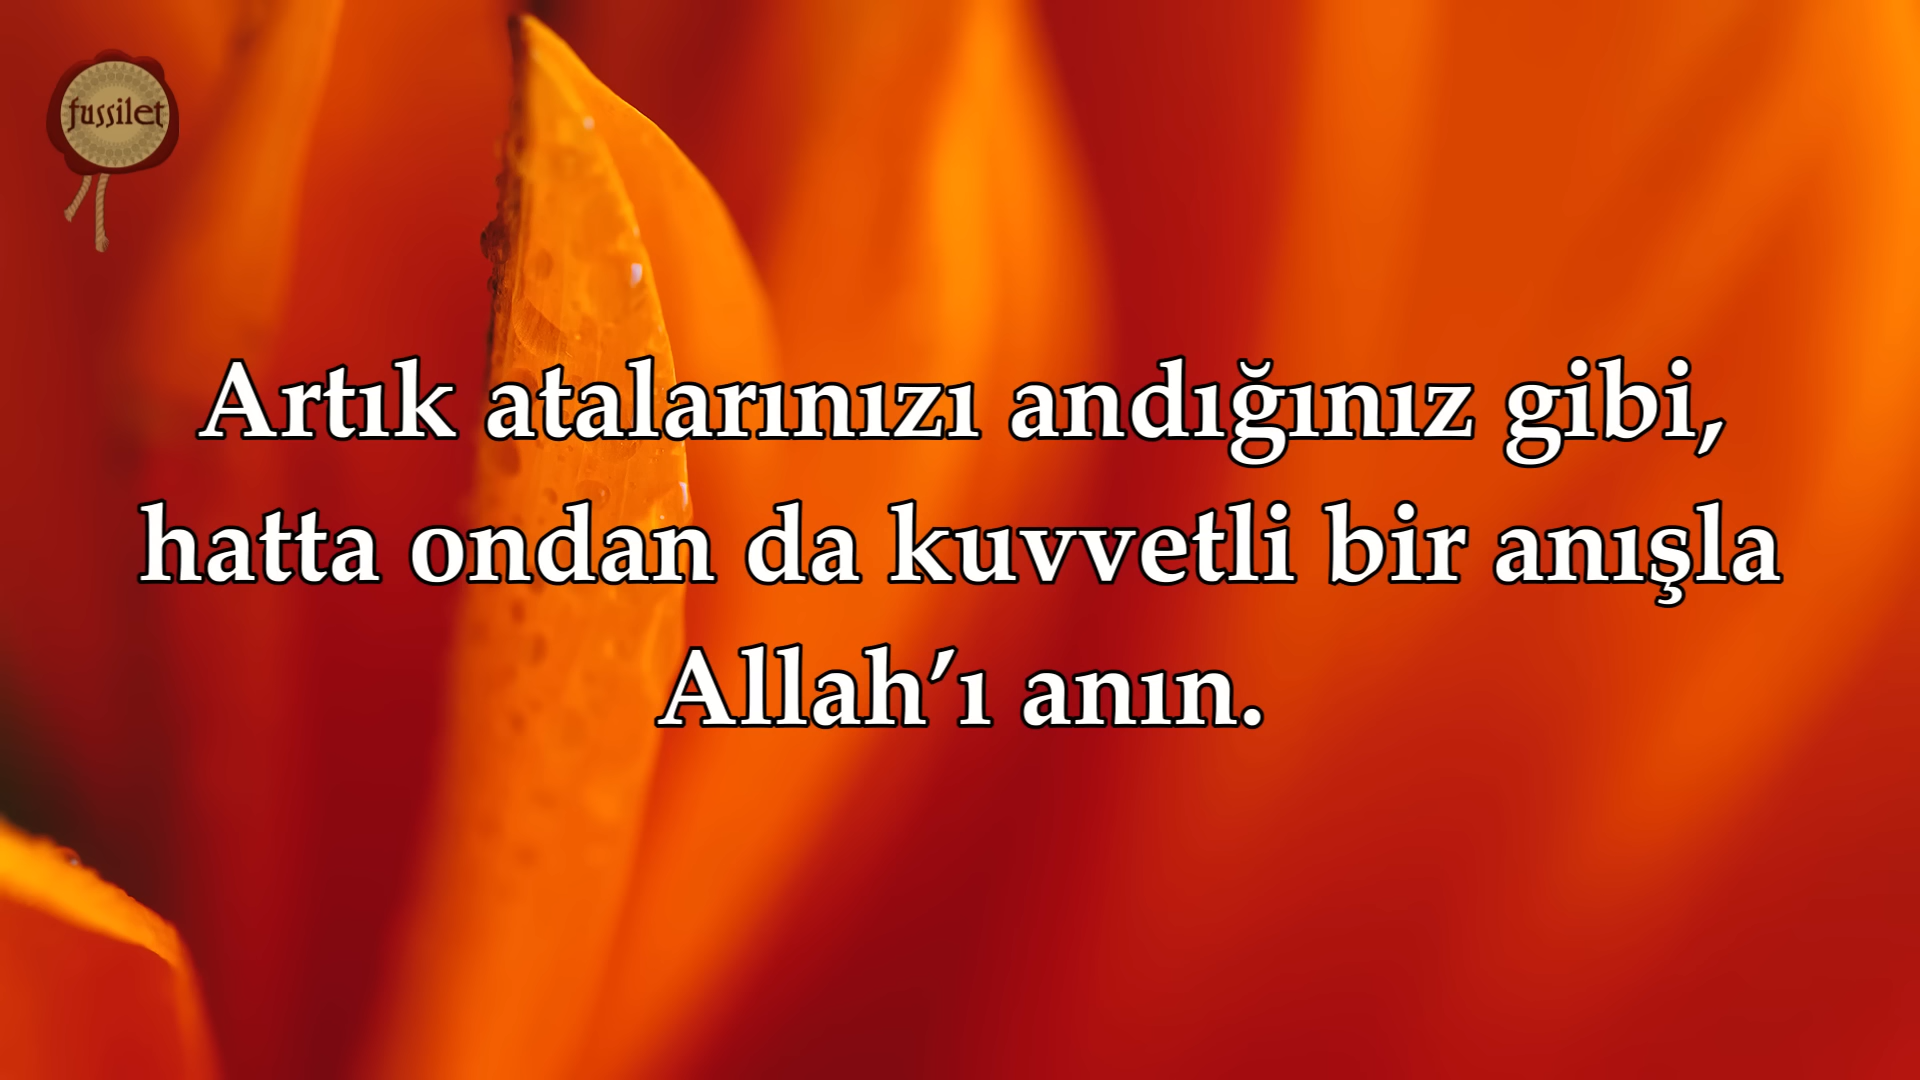 fussilet
Artık atalarınızı andığınız gibi,
hatta ondan da kuvvetli bir anışla
Allah’ı anın.